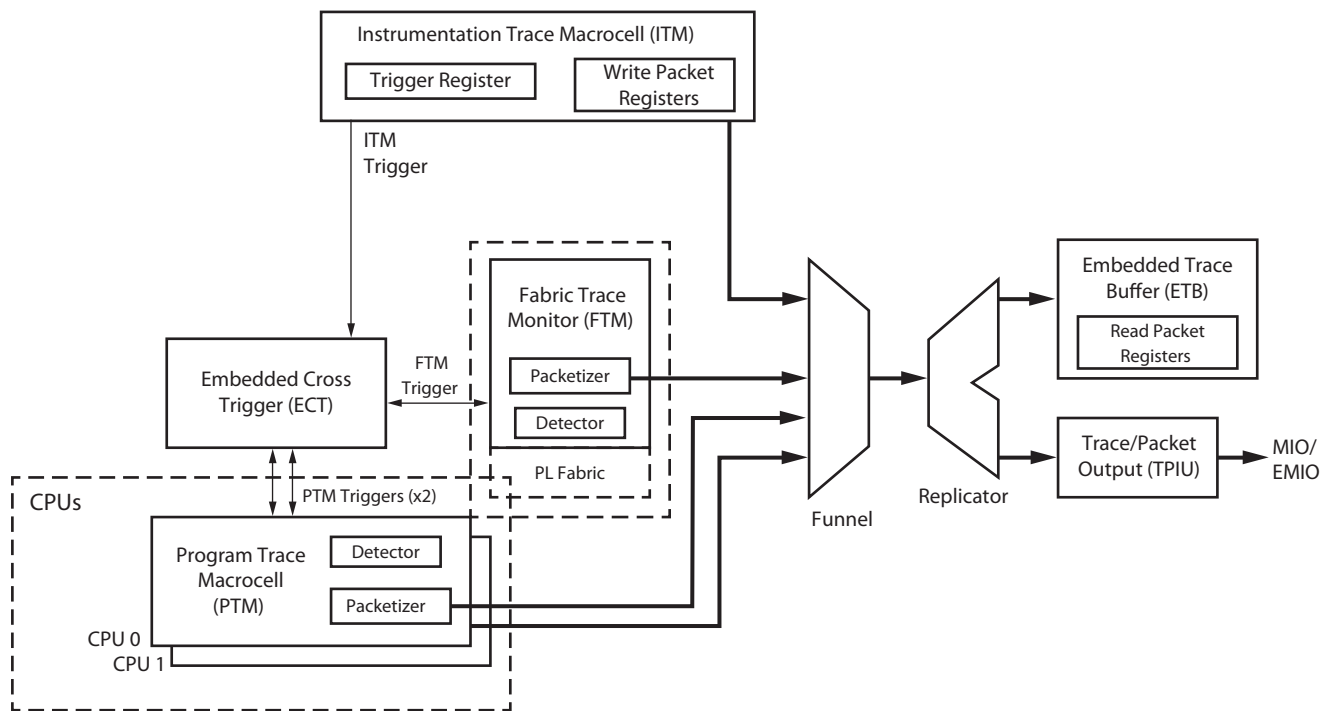 Instrumentation Trace Macrocell (ITM)
Trigger Register
Write Packet
Registers
ITM
Trigger
Fabric Trace
Monitor (FTM)
Packetizer
Detector
PL Fabric
Embedded Cross
Trigger (ECT)
FTM
Trigger
Embedded Trace
Buffer (ETB)
Read Packet
Registers
Trace/Packet
Output (TPIU)
MIO/
EMIO
Replicator
Funnel
CPUs
PTM Triggers (x2)
Program Trace
Macrocell
(PTM)
Detector
Packetizer
CPU 0
CPU 1